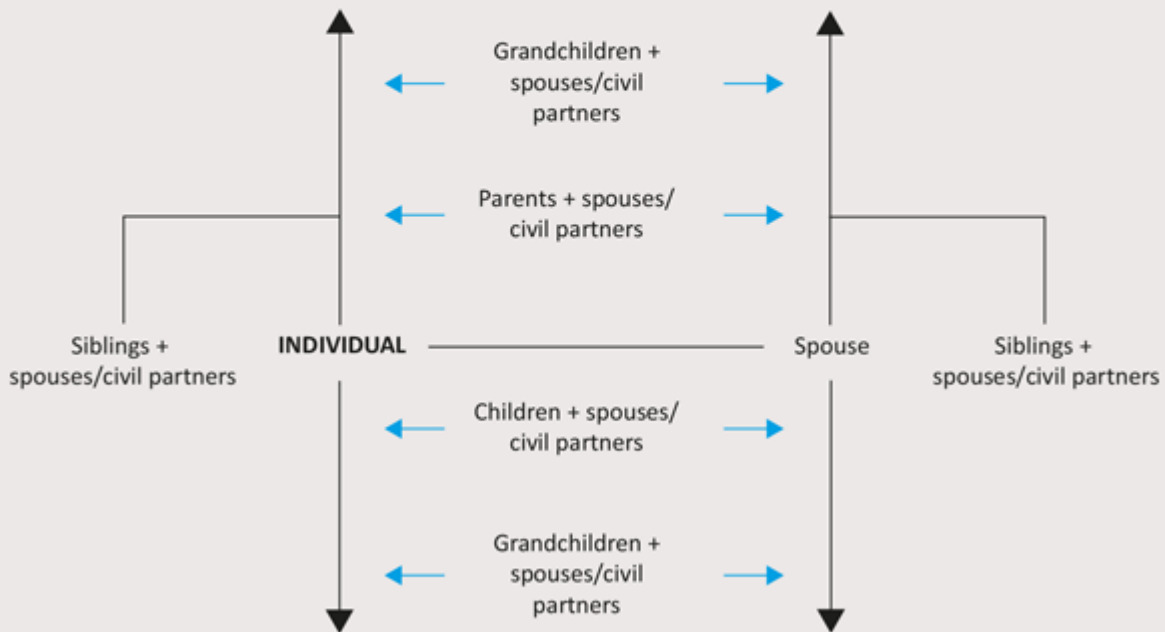 Grandchildren +
spouses/civil
partners
Parents + spouses/
civil partners
Siblings +
spouses/civil partners
INDIVIDUAL
Spouse
Siblings +
spouses/civil partners
Children + spouses/
civil partners
Grandchildren +
spouses/civil
partners